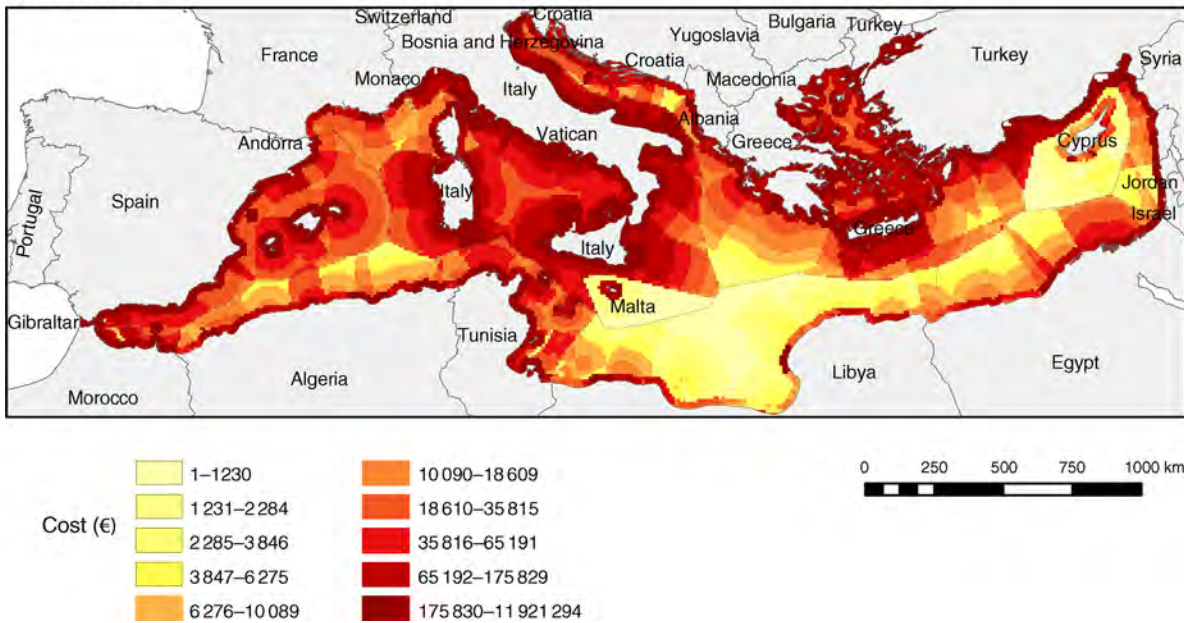 Switzerland
Croatia
Bulgaria
Turkey
France
Bosnia and Herzegovina
Yugoslavia
Turkey
Syria
Croatia
Monaco
Italy
Macedonia
Andorra
Vatican
Albania
Greece
Cyprus
Portugal
Spain
Italy
Jordan
Israel
Greece
Italy
Gibraltar
Malta
Tunisia
Algeria
Libya
Egypt
Morocco
Cost (€)
1–1230
1 231–2 284
2 285–3 846
3 847–6 275
6 276–10 089
10 090–18 609
18 610–35 815
35 816–65 191
65 192–175 829
175 830–11 921 294
0 250 500 750 1000 km